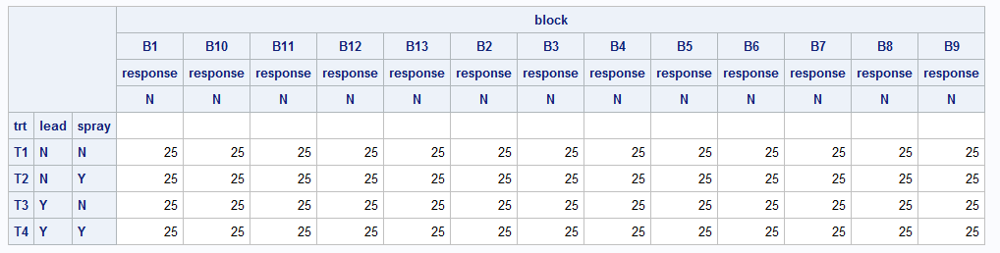 block
B1 B10 B11 B12 B13 B2 B3 B4 B5 B6 B7 B8 B9
response response response response response response response response response response response response response
N N N N N N N N N N N N N
trt lead spray
T1 N N 25 25 25 25 25 25 25 25 25 25 25 25 25
T2 N Y 25 25 25 25 25 25 25 25 25 25 25 25 25
T3 Y N 25 25 25 25 25 25 25 25 25 25 25 25 25
T4 Y Y 25 25 25 25 25 25 25 25 25 25 25 25 25